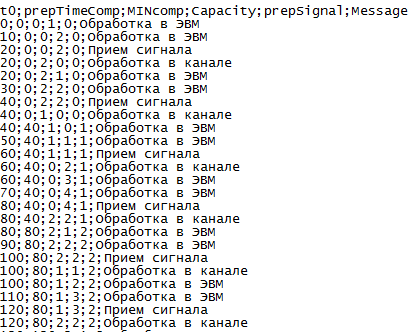 t0;prepTimeComp;MINcomp;Capacity;prepSignal;Message
0;0;0;1;0;Обработка в ЭВМ
10;0;0;2;0;Обработка в ЭВМ
20;0;0;2;0;Прием сигнала
20;0;2;0;0;Обработка в канале
20;0;2;1;0;Обработка в ЭВМ
30;0;2;2;0;Обработка в ЭВМ
40;0;2;2;0;Прием сигнала
40;0;1;0;0;Обработка в канале
40;40;1;0;1;Обработка в ЭВМ
50;40;1;1;1;Обработка в ЭВМ
60;40;1;1;1;Прием сигнала
60;40;0;2;1;Обработка в канале
60;40;0;3;1;Обработка в ЭВМ
70;40;0;4;1;Обработка в ЭВМ
80;40;0;4;1;Прием сигнала
80;40;2;2;1;Обработка в канале
80;80;2;1;2;Обработка в ЭВМ
90;80;2;2;2;Обработка в ЭВМ
100;80;2;2;2;Прием сигнала
100;80;1;1;2;Обработка в канале
100;80;1;2;2;Обработка в ЭВМ
110;80;1;3;2;Обработка в ЭВМ
120;80;1;3;2;Прием сигнала
120;80;2;2;2;Обработка в канале